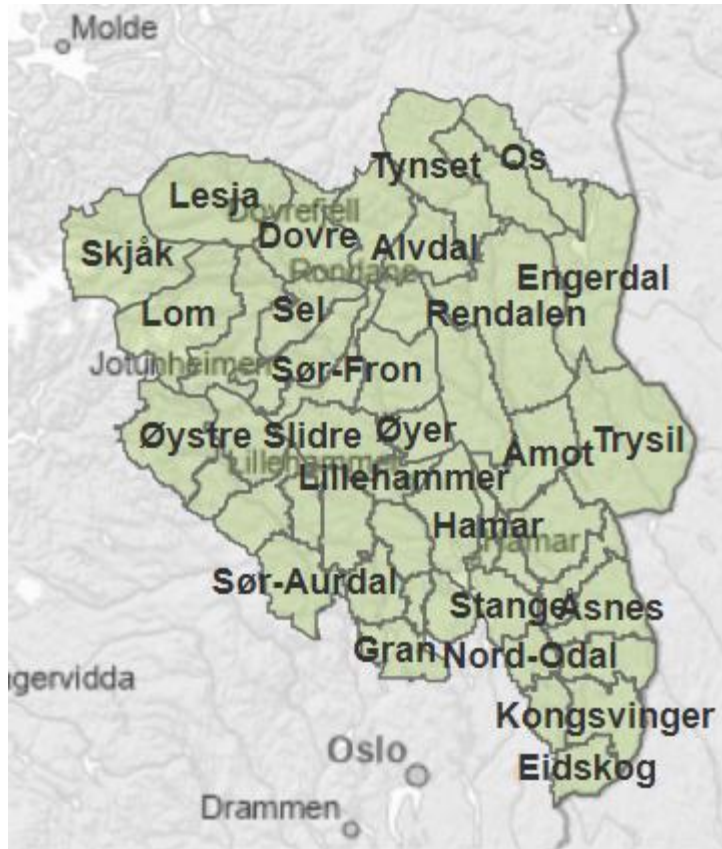 Molde
Tynset
Os
Lesja
Dovrefjell
Dovre
Alvdal
Skjåk
Rondane
Engerdal
Lom
Sel
Rendalen
Jotunheimen
Sør-Fron
Øystre Slidre
Øyer
Åmot
Trysil
Lillehammer
Lillehammer
Hamar
Hamar
Sør-Aurdal
Stange
Åsnes
Gran
Nord-Odal
gervidda
Kongsvinger
Oslo
Eidskog
Drammen